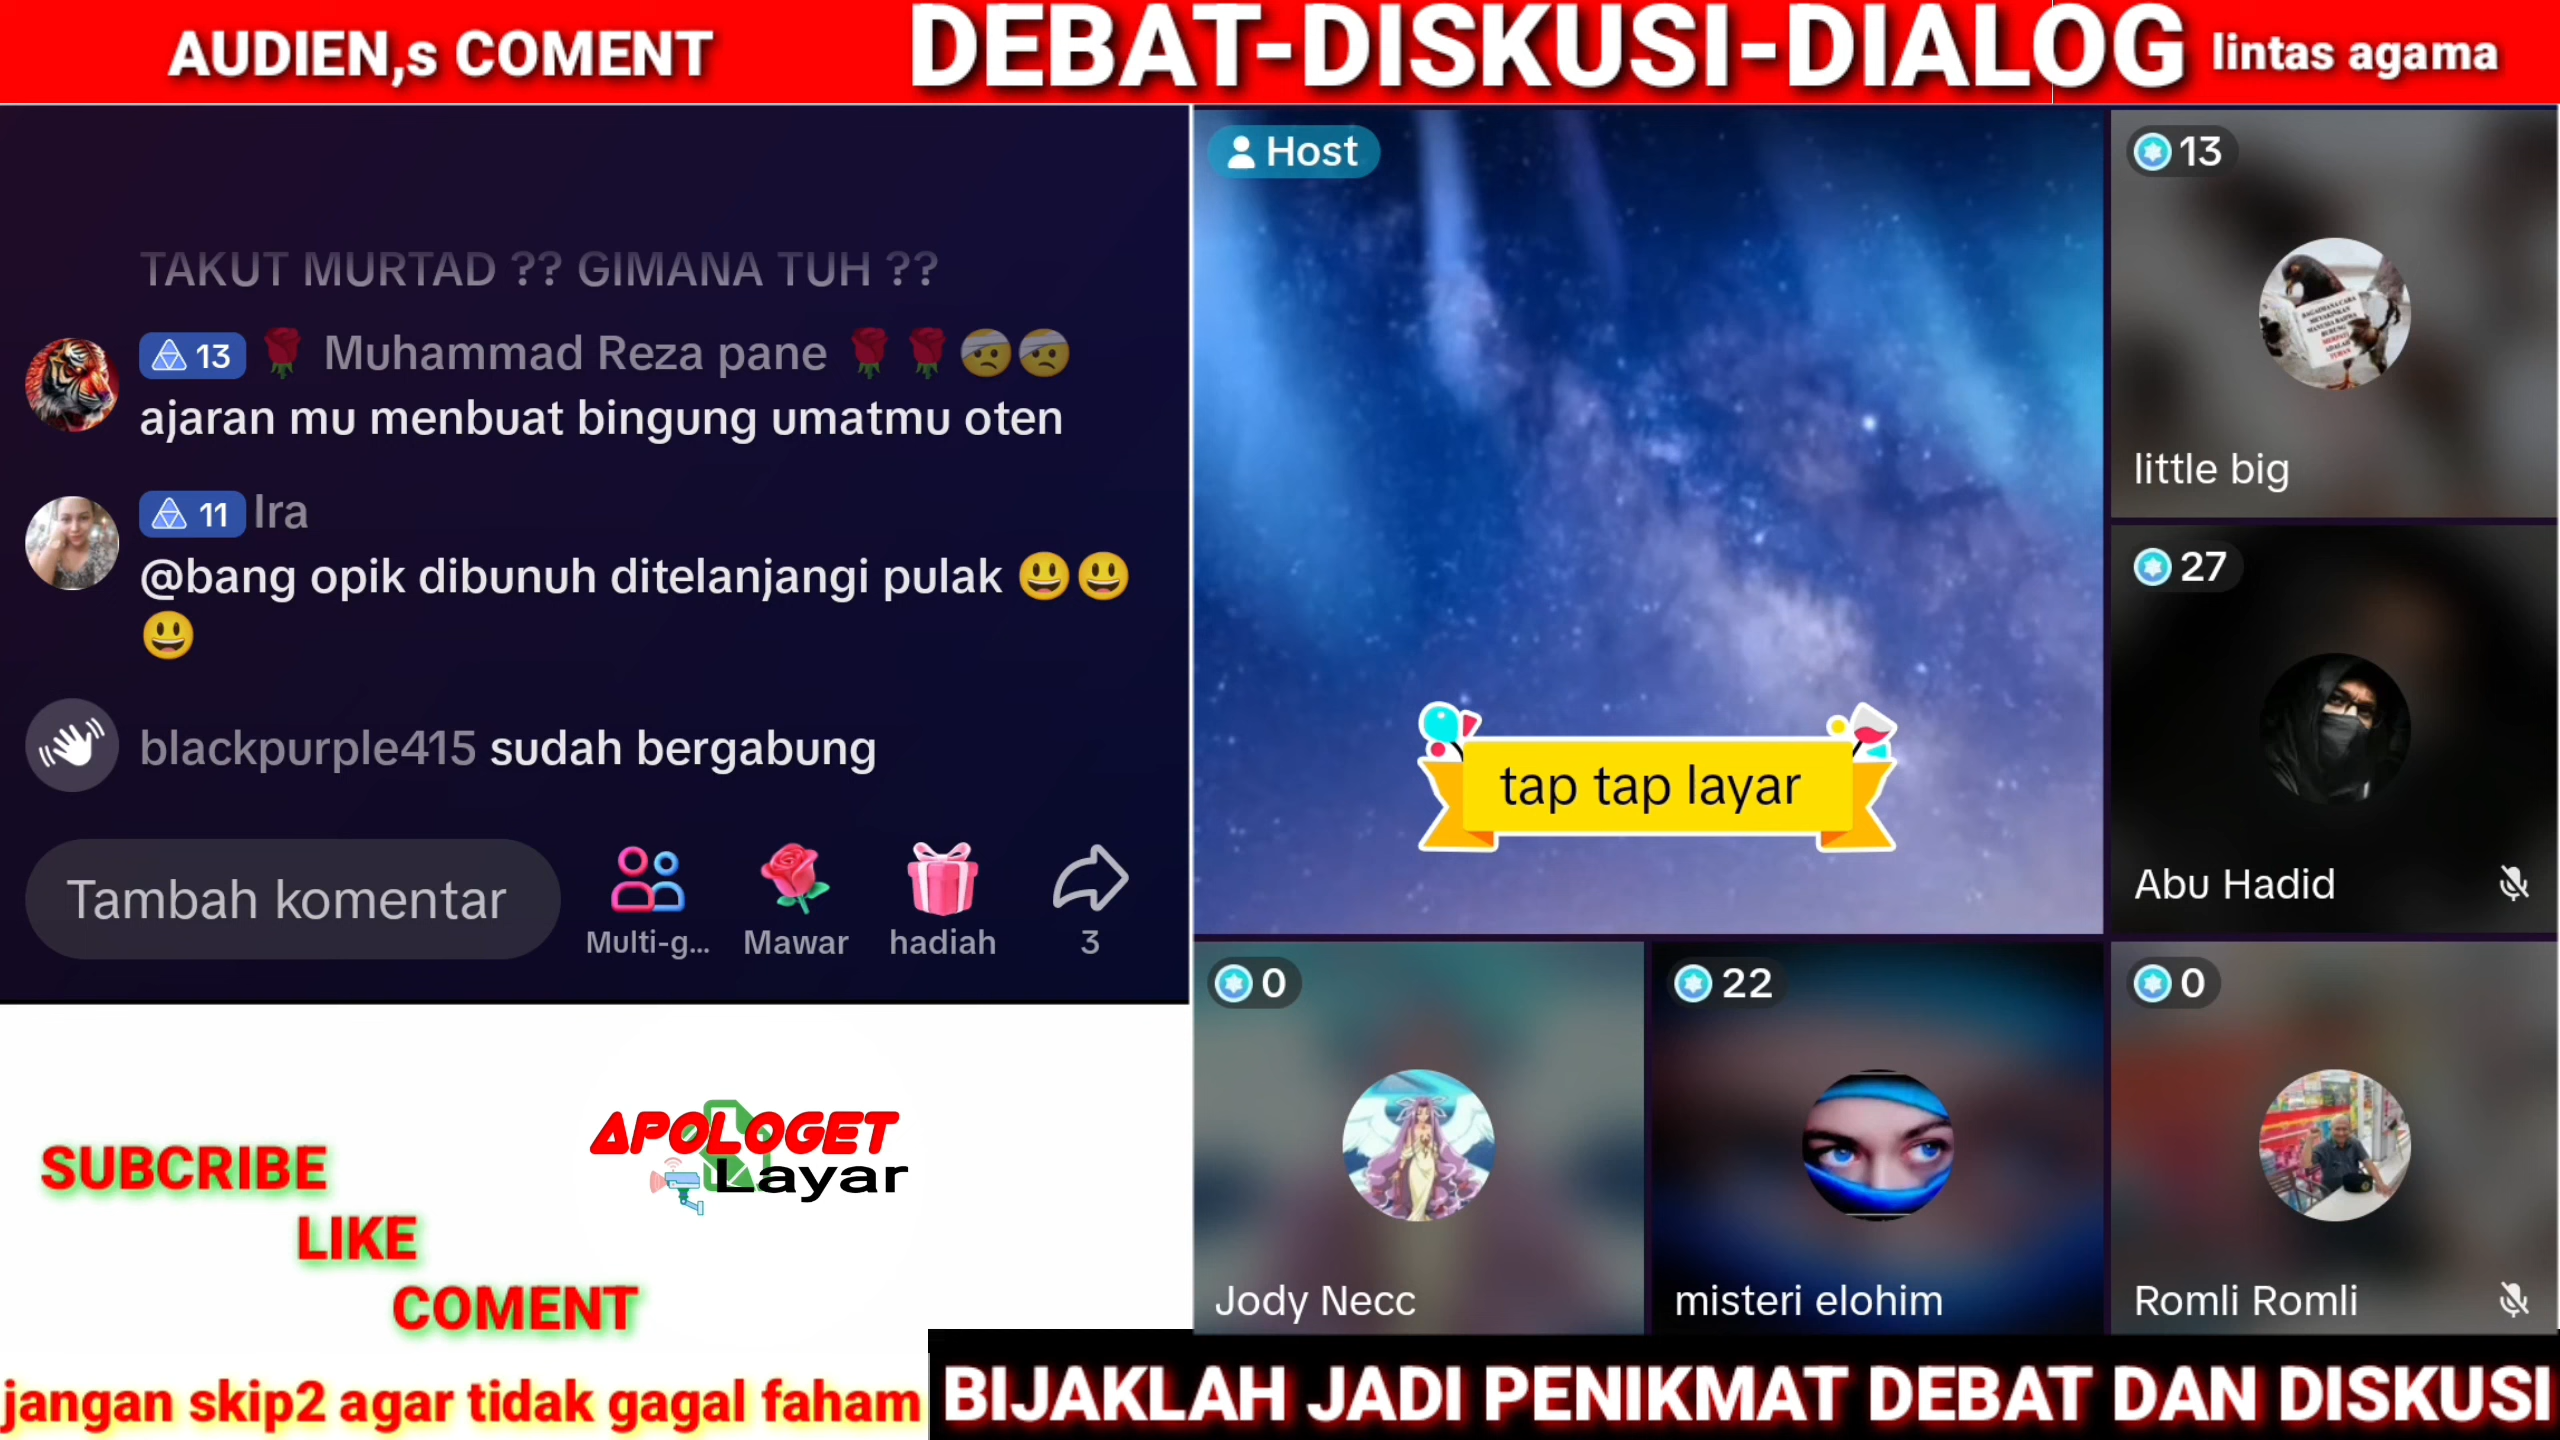 AUDIEN,s COMENT
DEBAT-DISKUSI-DIALOG lintas agama
TAKUT MURTAD ?? GIMANA TUH ??
13 🌹 Muhammad Reza pane 🌹🌹🤕🤕
ajaran mu menbuat bingung umatmu oten
11 Ira
@bang opik dibunuh ditelanjangi pulak 😃😃
😃
blackpurple415 sudah bergabung
Tambah komentar
Multi-g...
Mawar
hadiah
3
Host
tap tap layar
13
little big
27
Abu Hadid
0
Jody Necc
22
misteri elohim
0
Romli Romli
APOLOGET
Layar
SUBCRIBE
LIKE
COMENT
jangan skip2 agar tidak gagal faham
BIJAKLAH JADI PENIKMAT DEBAT DAN DISKUSI